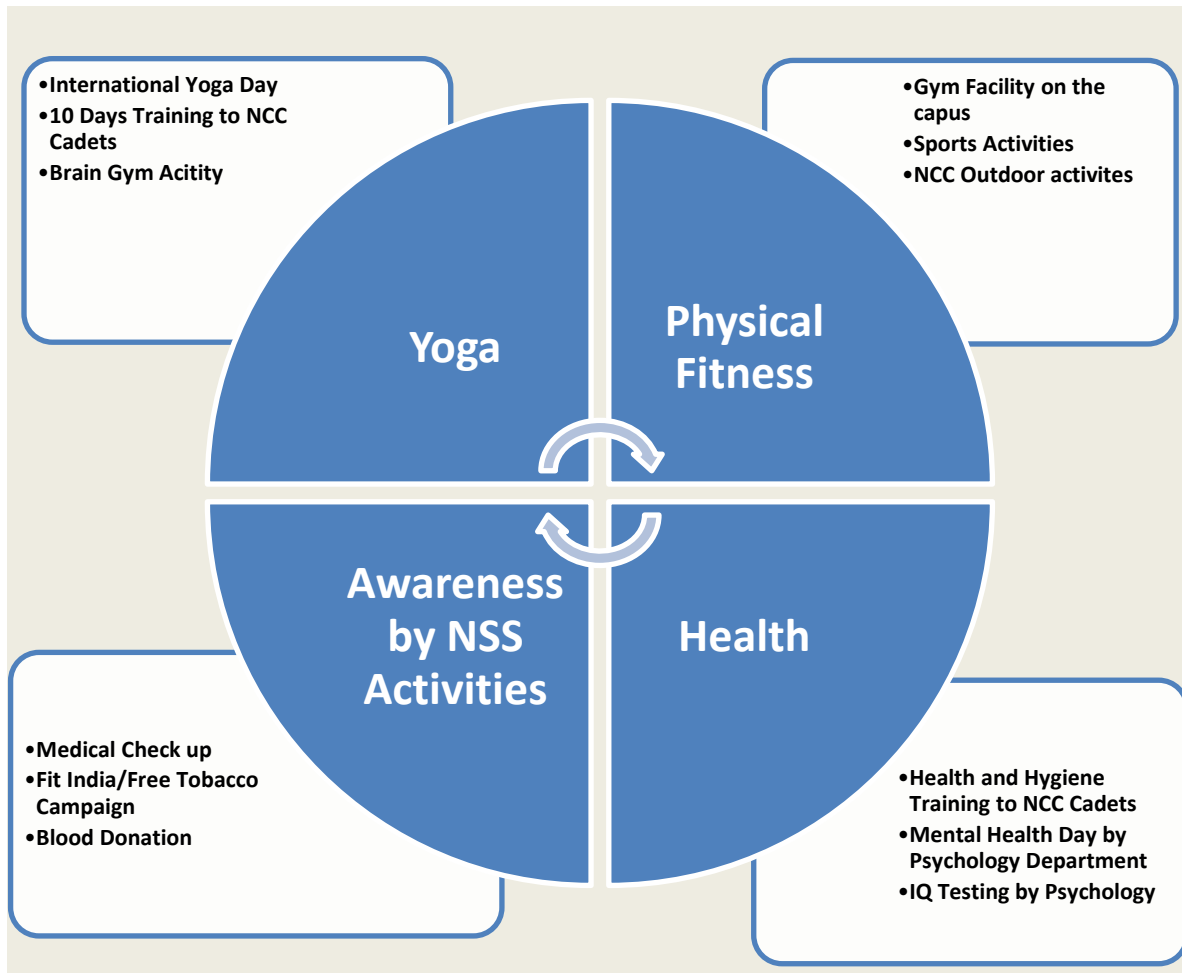 •International Yoga Day
•10 Days Training to NCC
Cadets
•Brain Gym Acitity
•Gym Facility on the
capus
•Sports Activities
•NCC Outdoor activites
Yoga
Physical
Fitness
Awareness
by NSS
Activities
Health
•Medical Check up
•Fit India/Free Tobacco
Campaign
•Blood Donation
•Health and Hygiene
Training to NCC Cadets
•Mental Health Day by
Psychology Department
•IQ Testing by Psychology